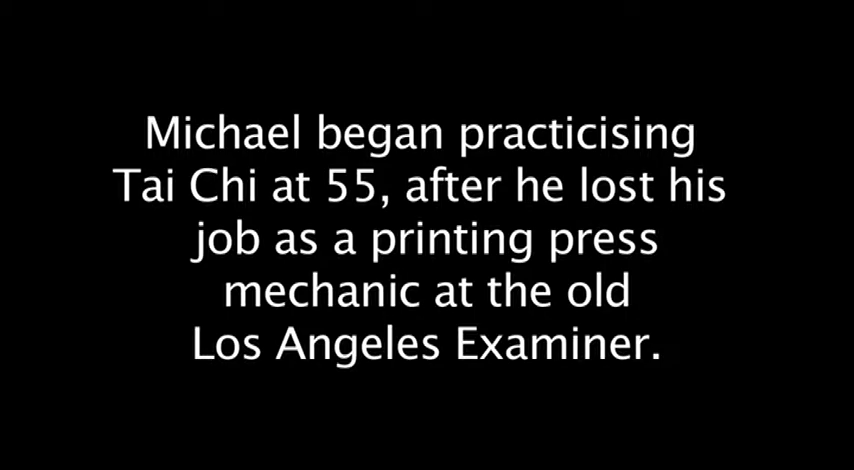 Michael began practicising
Tai Chi at 55, after he lost his
job as a printing press
mechanic at the old
Los Angeles Examiner.